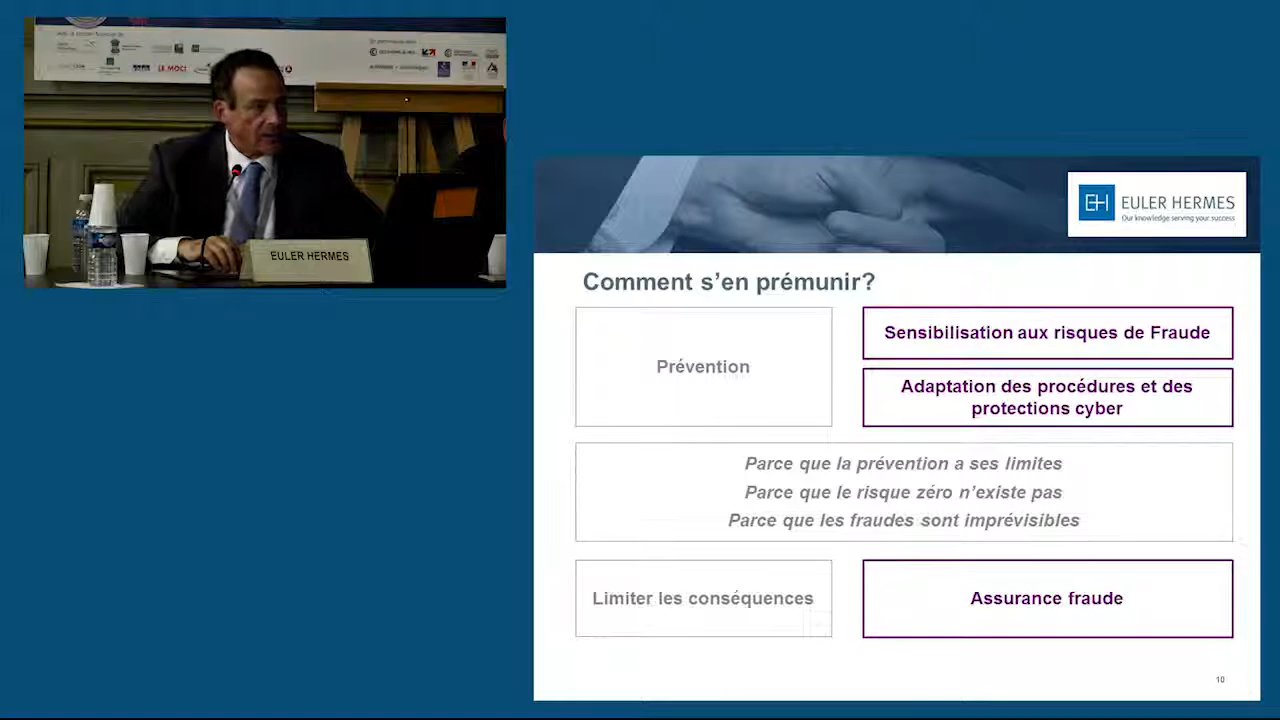 LE MOCI
EULER HERMES
EULER HERMES
Our knowledge serving your success
Comment s'en prémunir?
Prévention
Sensibilisation aux risques de Fraude
Adaptation des procédures et des
protections cyber
Parce que la prévention a ses limites
Parce que le risque zéro n'existe pas
Parce que les fraudes sont imprévisibles
Limiter les conséquences
Assurance fraude
10